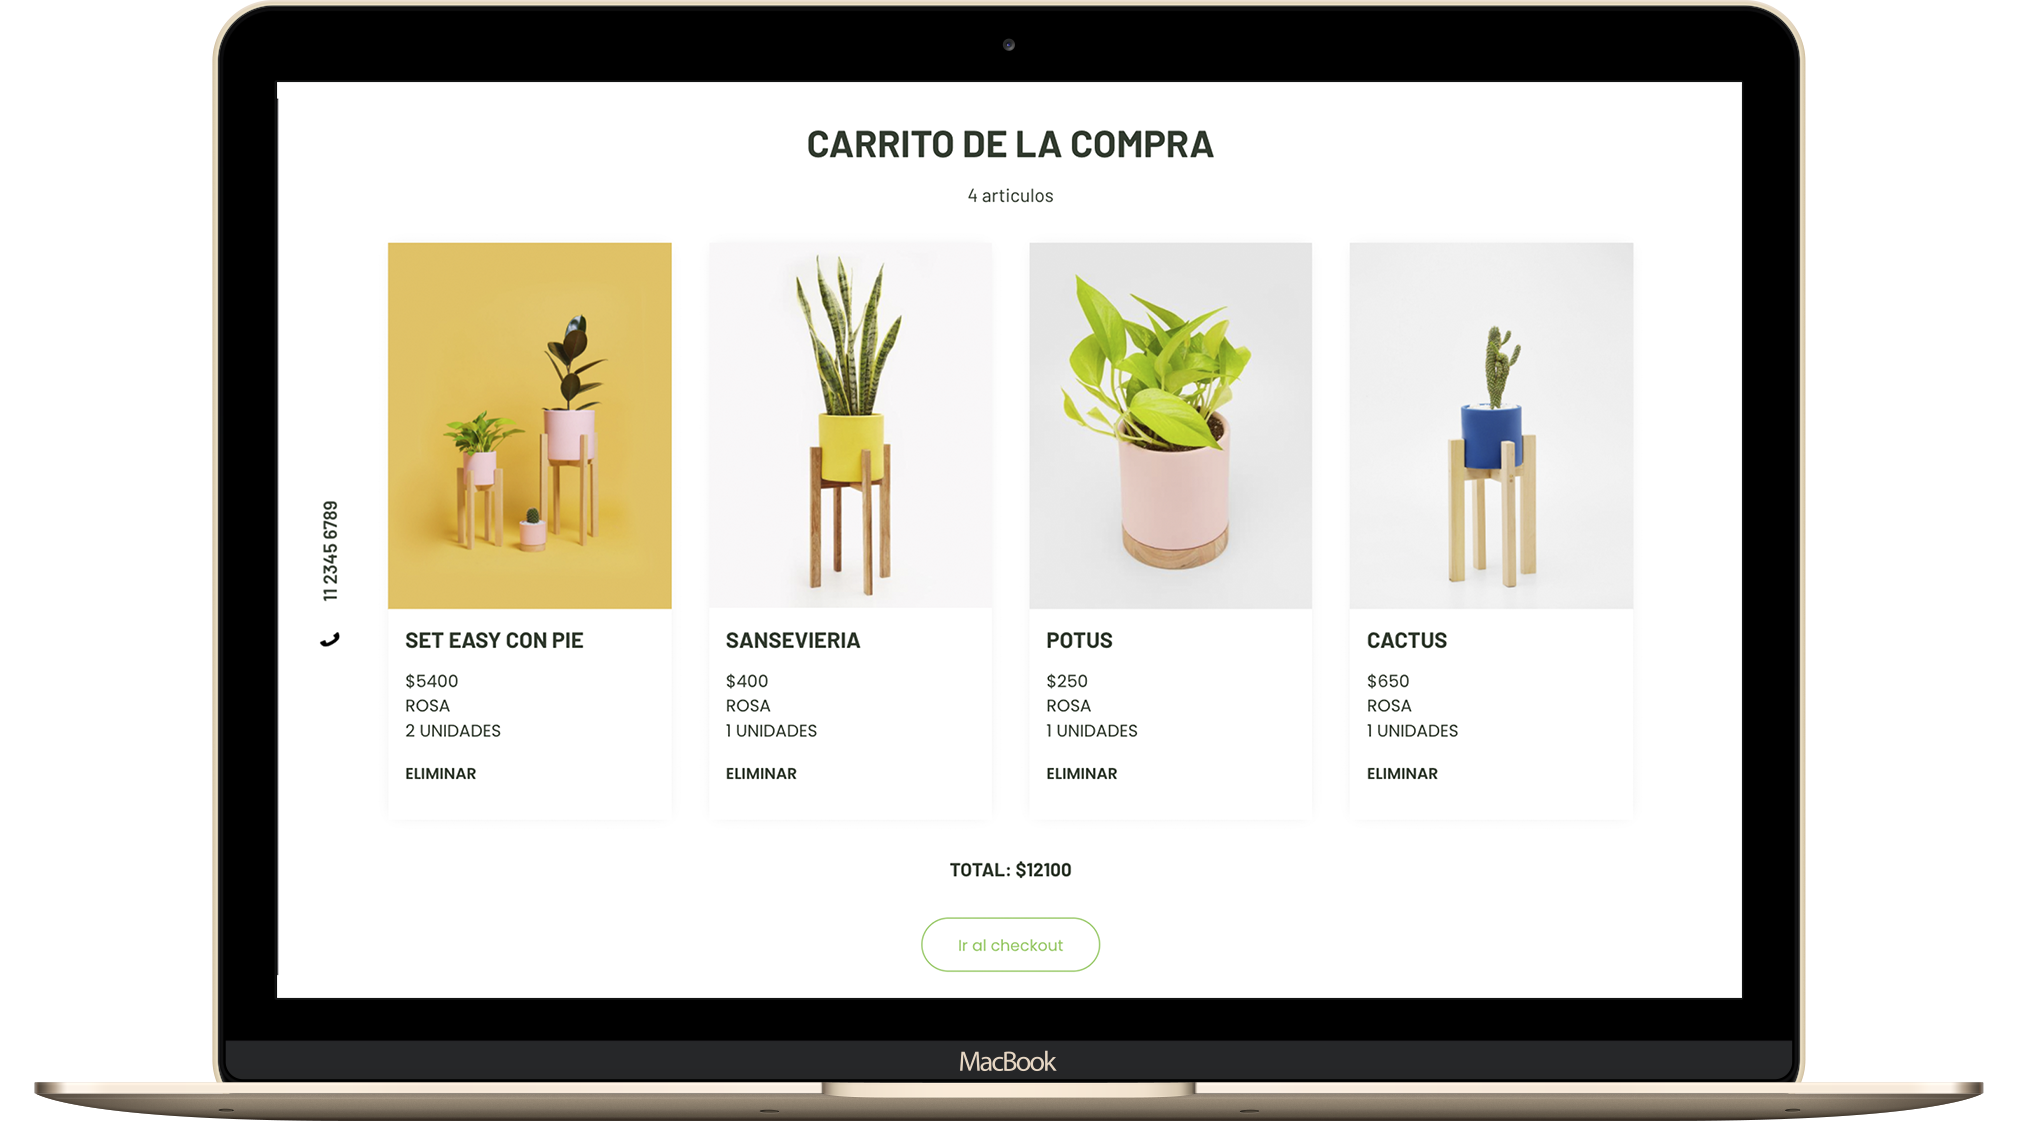 CARRITO DE LA COMPRA
4 articulos
11 2345 6789
SET EASY CON PIE
$5400
ROSA
2 UNIDADES
ELIMINAR
SANSEVIERIA
$400
ROSA
1 UNIDADES
ELIMINAR
POTUS
$250
ROSA
1 UNIDADES
ELIMINAR
CACTUS
$650
ROSA
1 UNIDADES
ELIMINAR
TOTAL: $12100
Ir al checkout
MacBook